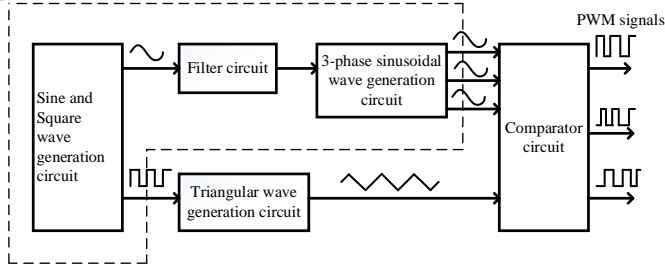 PWM signals
Sine and
Square
wave
generation
circuit
Filter circuit
3-phase sinusoidal
wave generation
circuit
Comparator
circuit
Triangular wave
generation circuit